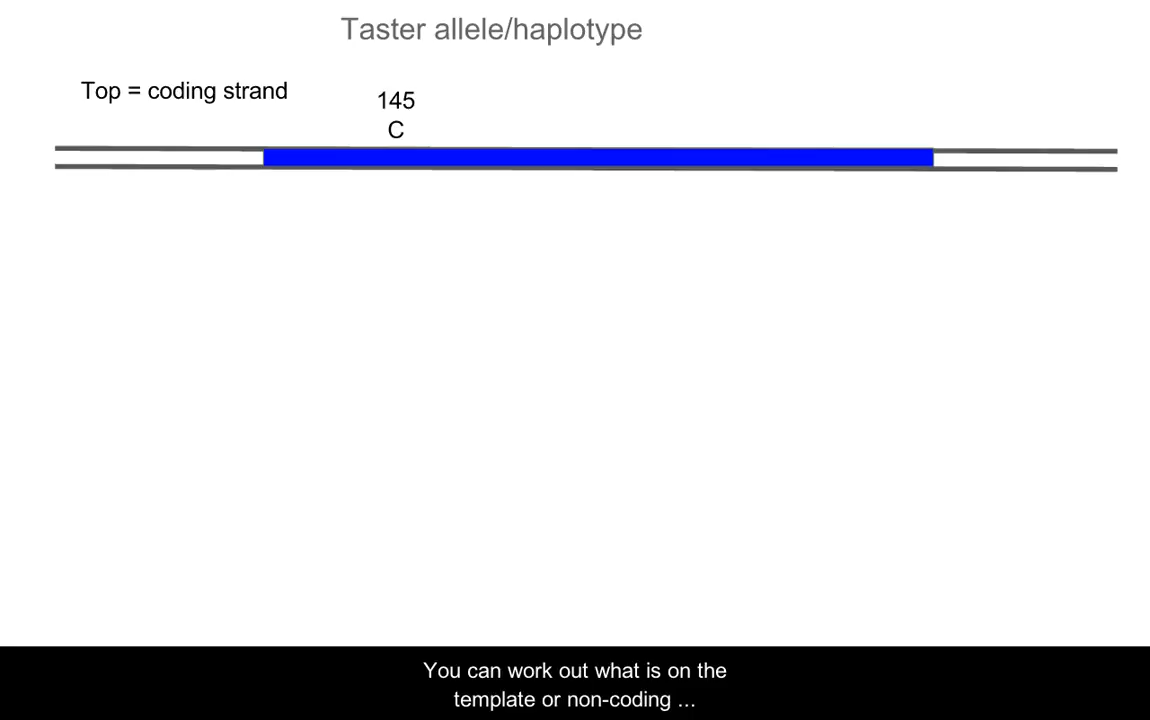 Taster allele/haplotype
Top = coding strand
145
C
You can work out what is on the
template or non-coding ...